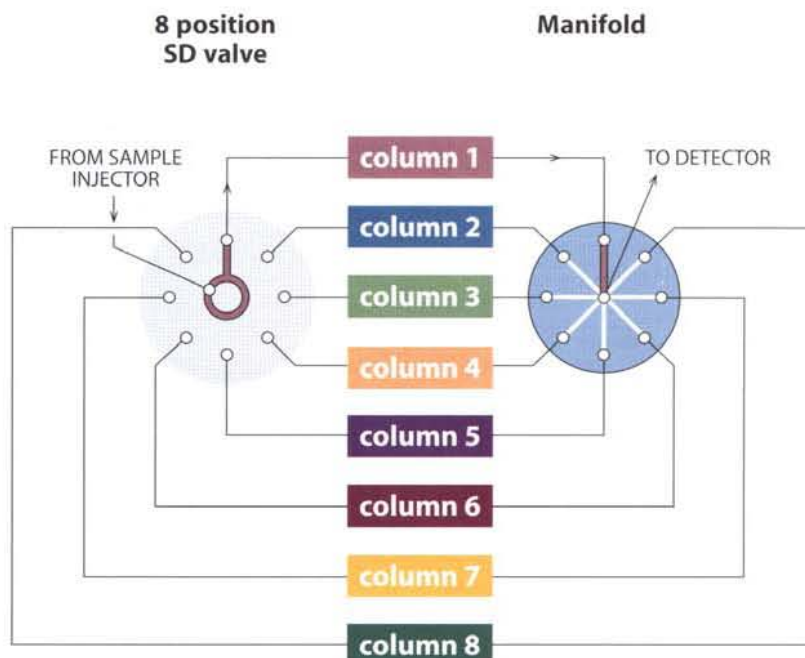 8 position
SD valve
Manifold
FROM SAMPLE
INJECTOR
TO DETECTOR
column 1
column 2
column 3
column 4
column 5
column 6
column 7
column 8